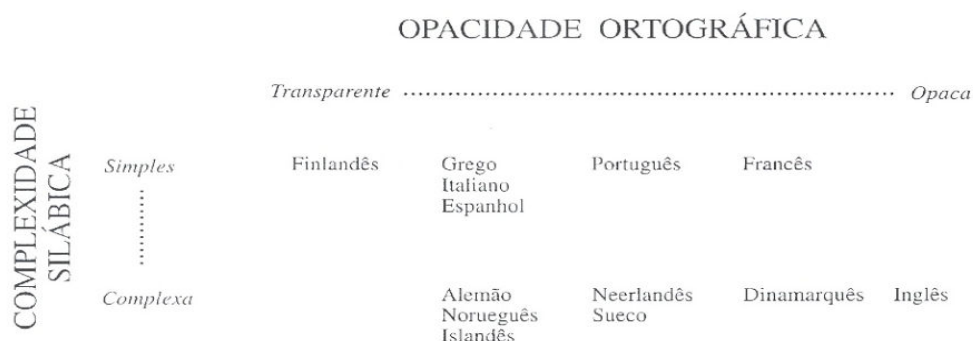 OPACIDADE ORTOGRÁFICA
Transparente ........................................................................ Opaca
COMPLEXIDADE
SILÁBICA
Simples Finlandês Grego Português Francês
Italiano
Espanhol
Complexa Alemão Neerlandês Dinamarquês Inglês
Norueguês Sueco
Islandês